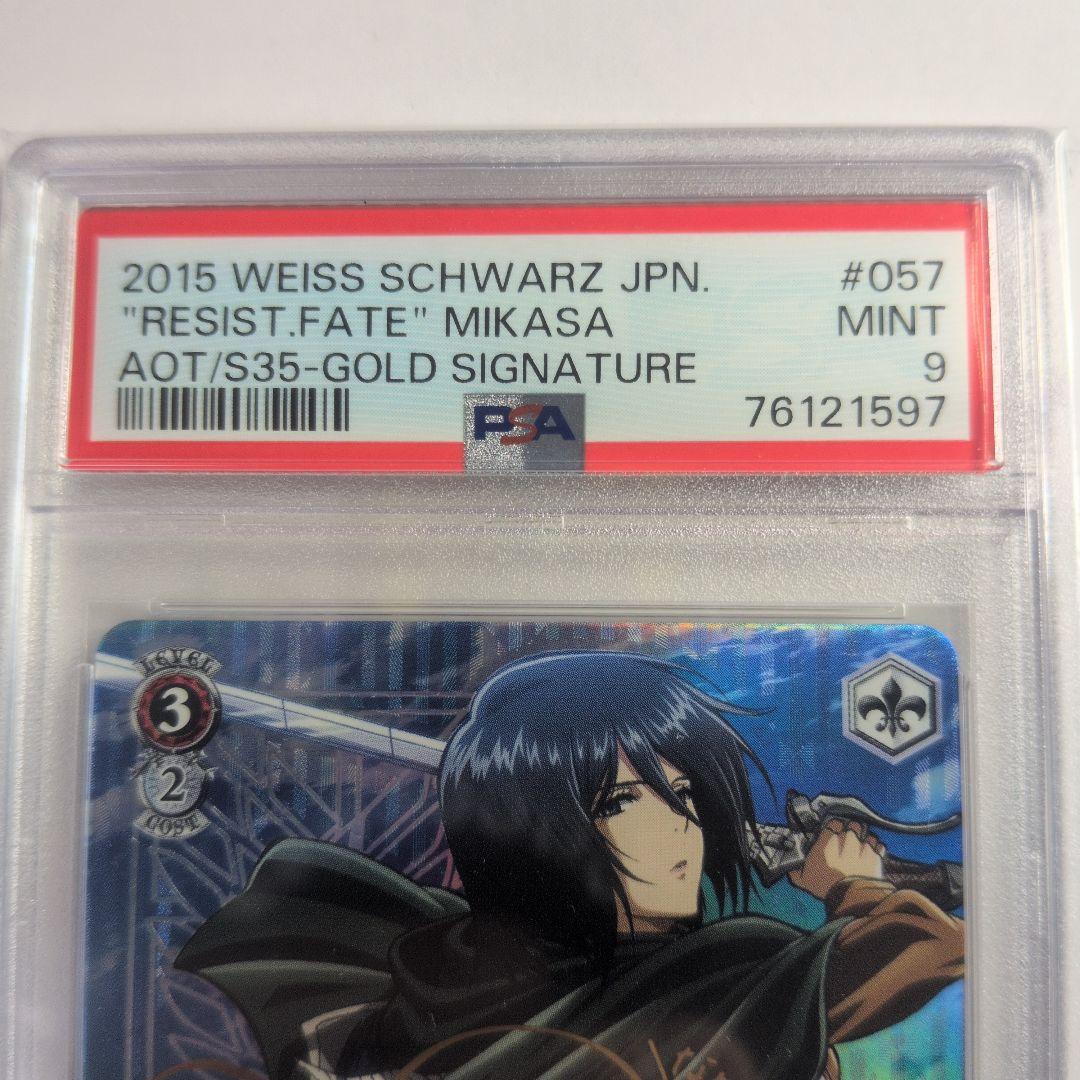 2015 WEISS SCHWARZ JPN. #057
"RESIST.FATE" MIKASA MINT
AOT/S35-GOLD SIGNATURE 9
PSA 76121597
LEVEL
3
2
COST